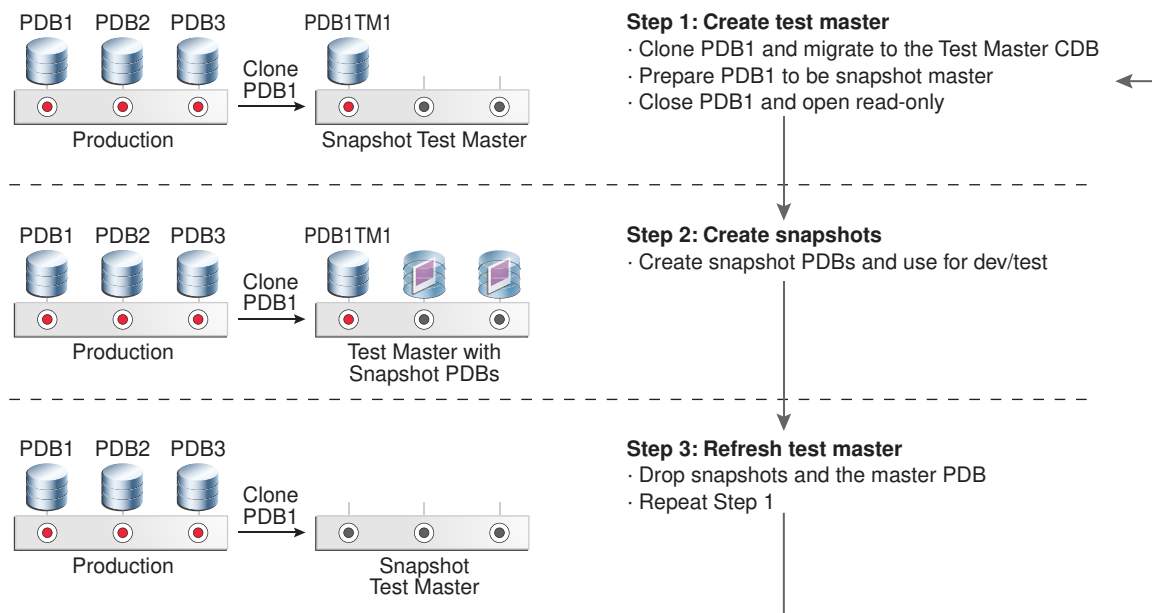 PDB1 PDB2 PDB3
Clone
PDB1
PDB1TM1
Production
Snapshot Test Master
Step 1: Create test master
· Clone PDB1 and migrate to the Test Master CDB
· Prepare PDB1 to be snapshot master
· Close PDB1 and open read-only
PDB1 PDB2 PDB3
Clone
PDB1
PDB1TM1
Production
Test Master with
Snapshot PDBs
Step 2: Create snapshots
· Create snapshot PDBs and use for dev/test
PDB1 PDB2 PDB3
Clone
PDB1
Production
Snapshot
Test Master
Step 3: Refresh test master
· Drop snapshots and the master PDB
· Repeat Step 1